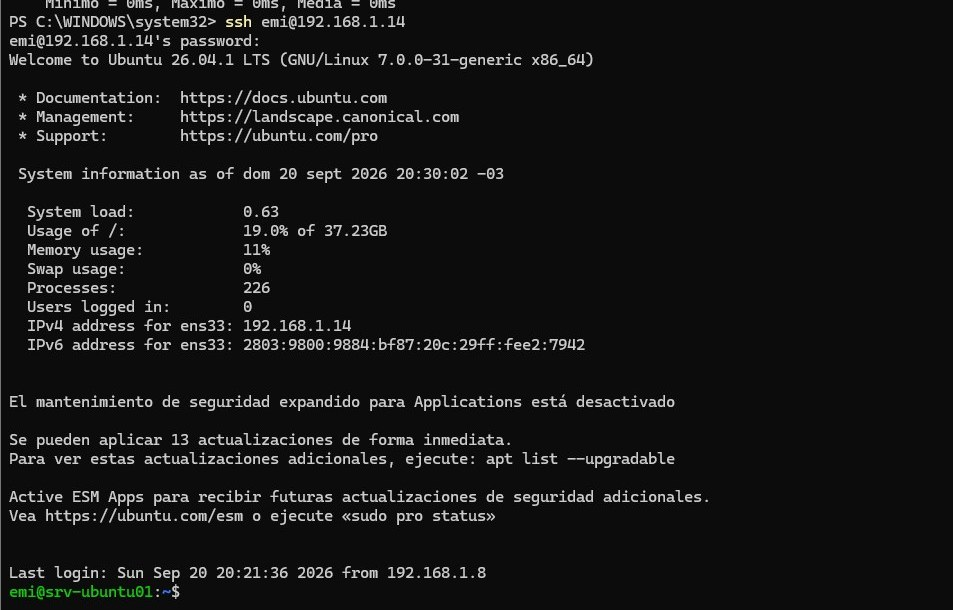 Mínimo = 0ms, Máximo = 0ms, Media = 0ms
PS C:\WINDOWS\system32> ssh emi@192.168.1.14
emi@192.168.1.14's password:
Welcome to Ubuntu 26.04.1 LTS (GNU/Linux 7.0.0-31-generic x86_64)

 * Documentation:  https://docs.ubuntu.com
 * Management:     https://landscape.canonical.com
 * Support:        https://ubuntu.com/pro

 System information as of dom 20 sept 2026 20:30:02 -03

  System load:            0.63
  Usage of /:             19.0% of 37.23GB
  Memory usage:           11%
  Swap usage:             0%
  Processes:              226
  Users logged in:        0
  IPv4 address for ens33: 192.168.1.14
  IPv6 address for ens33: 2803:9800:9884:bf87:20c:29ff:fee2:7942

El mantenimiento de seguridad expandido para Applications está desactivado

Se pueden aplicar 13 actualizaciones de forma inmediata.
Para ver estas actualizaciones adicionales, ejecute: apt list --upgradable

Active ESM Apps para recibir futuras actualizaciones de seguridad adicionales.
Vea https://ubuntu.com/esm o ejecute «sudo pro status»

Last login: Sun Sep 20 20:21:36 2026 from 192.168.1.8
emi@srv-ubuntu01:~$